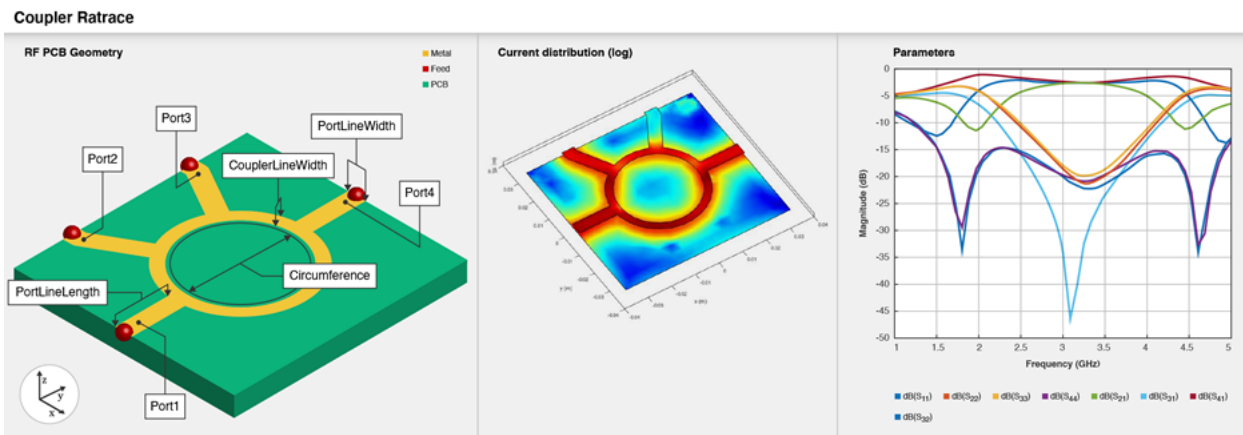 Coupler Ratrace
RF PCB Geometry
Metal
Feed
PCB
Port3
PortLineWidth
Port2
CouplerLineWidth
Port4
Circumference
PortLineLength
Port1
z
y
x
Current distribution (log)
y (m)
x (m)
Parameters
Magnitude (dB)
0
-5
-10
-15
-20
-25
-30
-35
-40
-45
-50
1 1.5 2 2.5 3 3.5 4 4.5 5
Frequency (GHz)
dB(S11) dB(S22) dB(S33) dB(S44) dB(S21) dB(S31) dB(S41)
dB(S32)